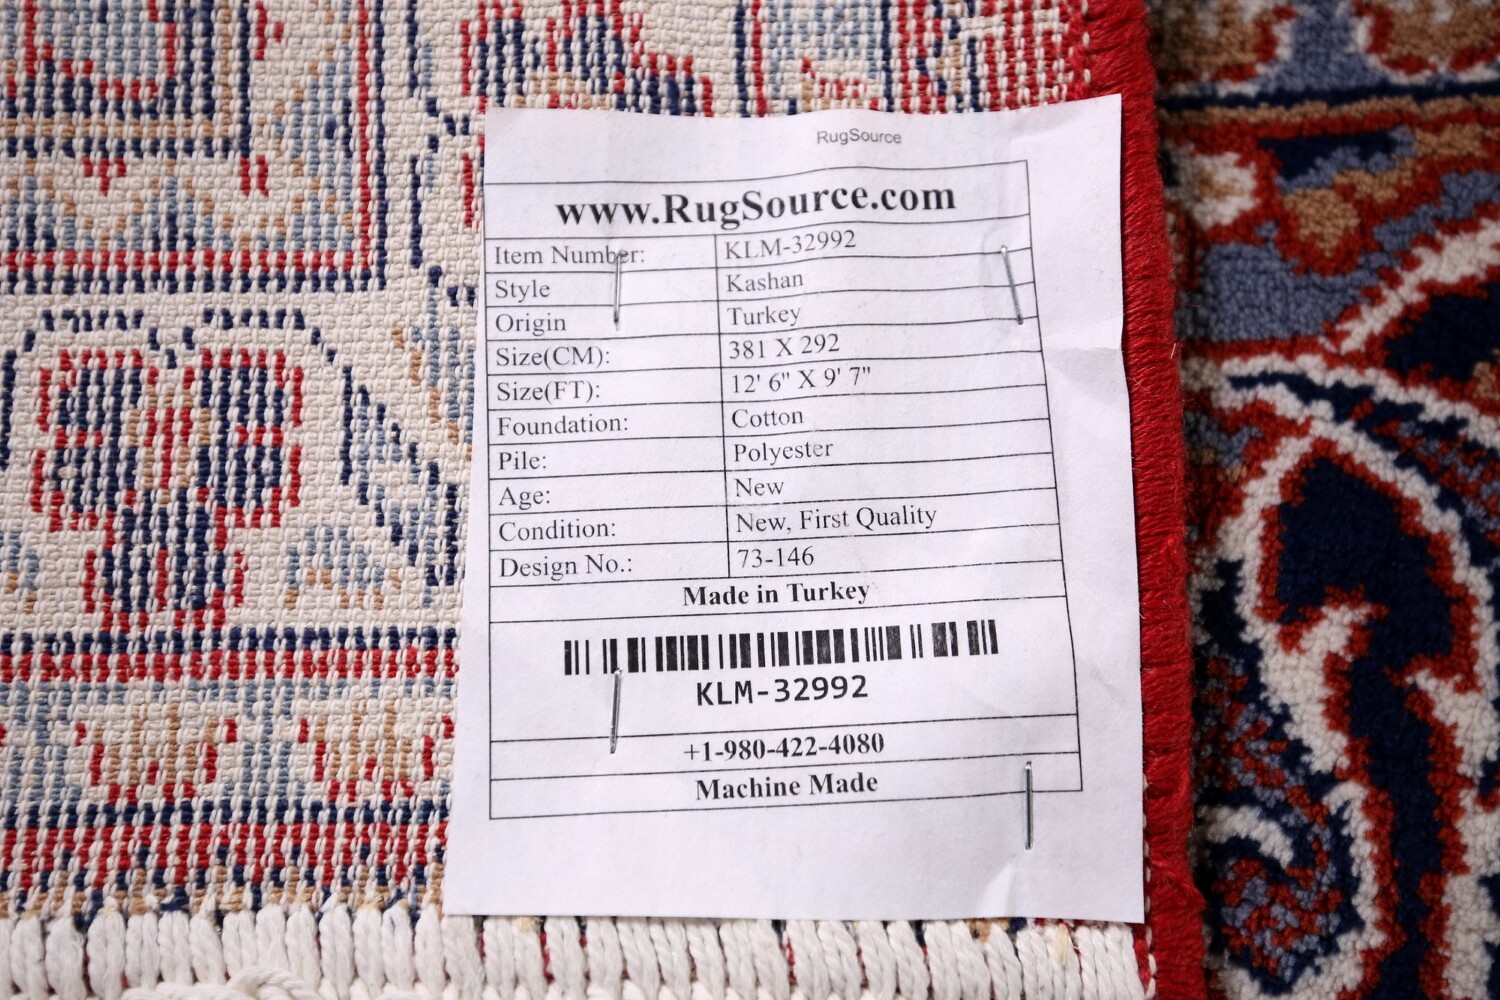 RugSource
www.RugSource.com
Item Number: KLM-32992
Style Kashan
Origin Turkey
Size(CM): 381 X 292
Size(FT): 12' 6" X 9' 7"
Foundation: Cotton
Pile: Polyester
Age: New
Condition: New, First Quality
Design No.: 73-146
Made in Turkey
KLM-32992
+1-980-422-4080
Machine Made